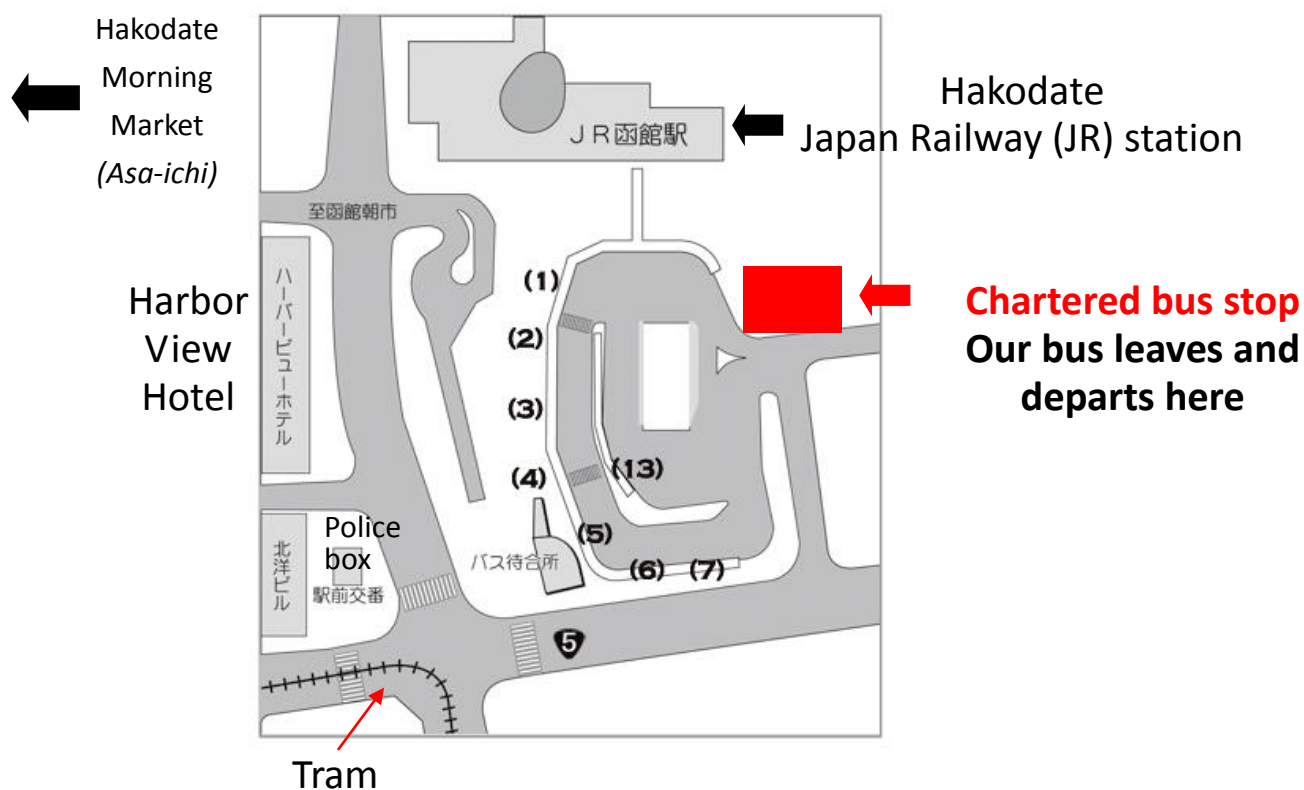 Hakodate
Morning
Market
(Asa-ichi)
JR函館駅
Hakodate
Japan Railway (JR) station
至函館朝市
ハーバービューホテル
Harbor
View
Hotel
(1)
(2)
(3)
(4)
(13)
(5)
(6)
(7)
Chartered bus stop
Our bus leaves and
departs here
北洋ビル
Police
box
駅前交番
バス待合所
5
Tram